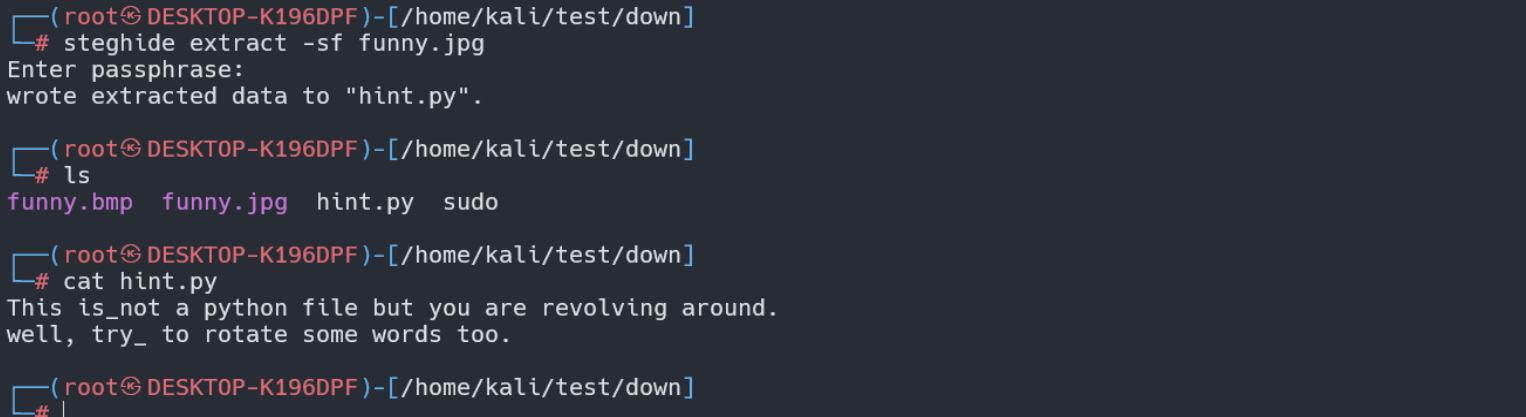 ┌──(root㉿DESKTOP-K196DPF)-[/home/kali/test/down]
└─# steghide extract -sf funny.jpg
Enter passphrase:
wrote extracted data to "hint.py".
┌──(root㉿DESKTOP-K196DPF)-[/home/kali/test/down]
└─# ls
funny.bmp  funny.jpg  hint.py  sudo
┌──(root㉿DESKTOP-K196DPF)-[/home/kali/test/down]
└─# cat hint.py
This is_not a python file but you are revolving around.
well, try_ to rotate some words too.
┌──(root㉿DESKTOP-K196DPF)-[/home/kali/test/down]
└─#